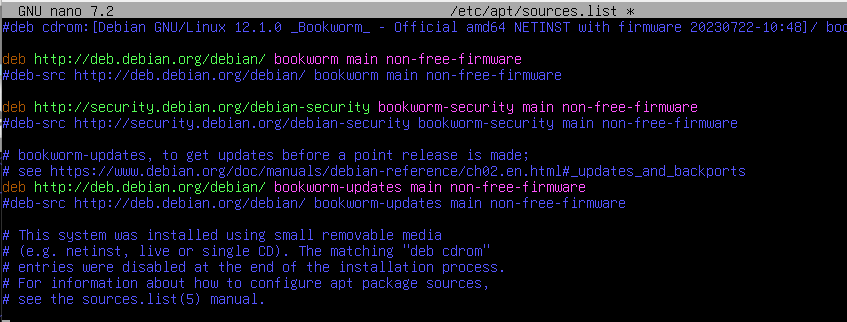 GNU nano 7.2 /etc/apt/sources.list *
#deb cdrom:[Debian GNU/Linux 12.1.0 _Bookworm_ - Official amd64 NETINST with firmware 20230722-10:48]/ boo
deb http://deb.debian.org/debian/ bookworm main non-free-firmware
#deb-src http://deb.debian.org/debian/ bookworm main non-free-firmware
deb http://security.debian.org/debian-security bookworm-security main non-free-firmware
#deb-src http://security.debian.org/debian-security bookworm-security main non-free-firmware
# bookworm-updates, to get updates before a point release is made;
# see https://www.debian.org/doc/manuals/debian-reference/ch02.en.html#_updates_and_backports
deb http://deb.debian.org/debian/ bookworm-updates main non-free-firmware
#deb-src http://deb.debian.org/debian/ bookworm-updates main non-free-firmware
# This system was installed using small removable media
# (e.g. netinst, live or single CD). The matching "deb cdrom"
# entries were disabled at the end of the installation process.
# For information about how to configure apt package sources,
# see the sources.list(5) manual.